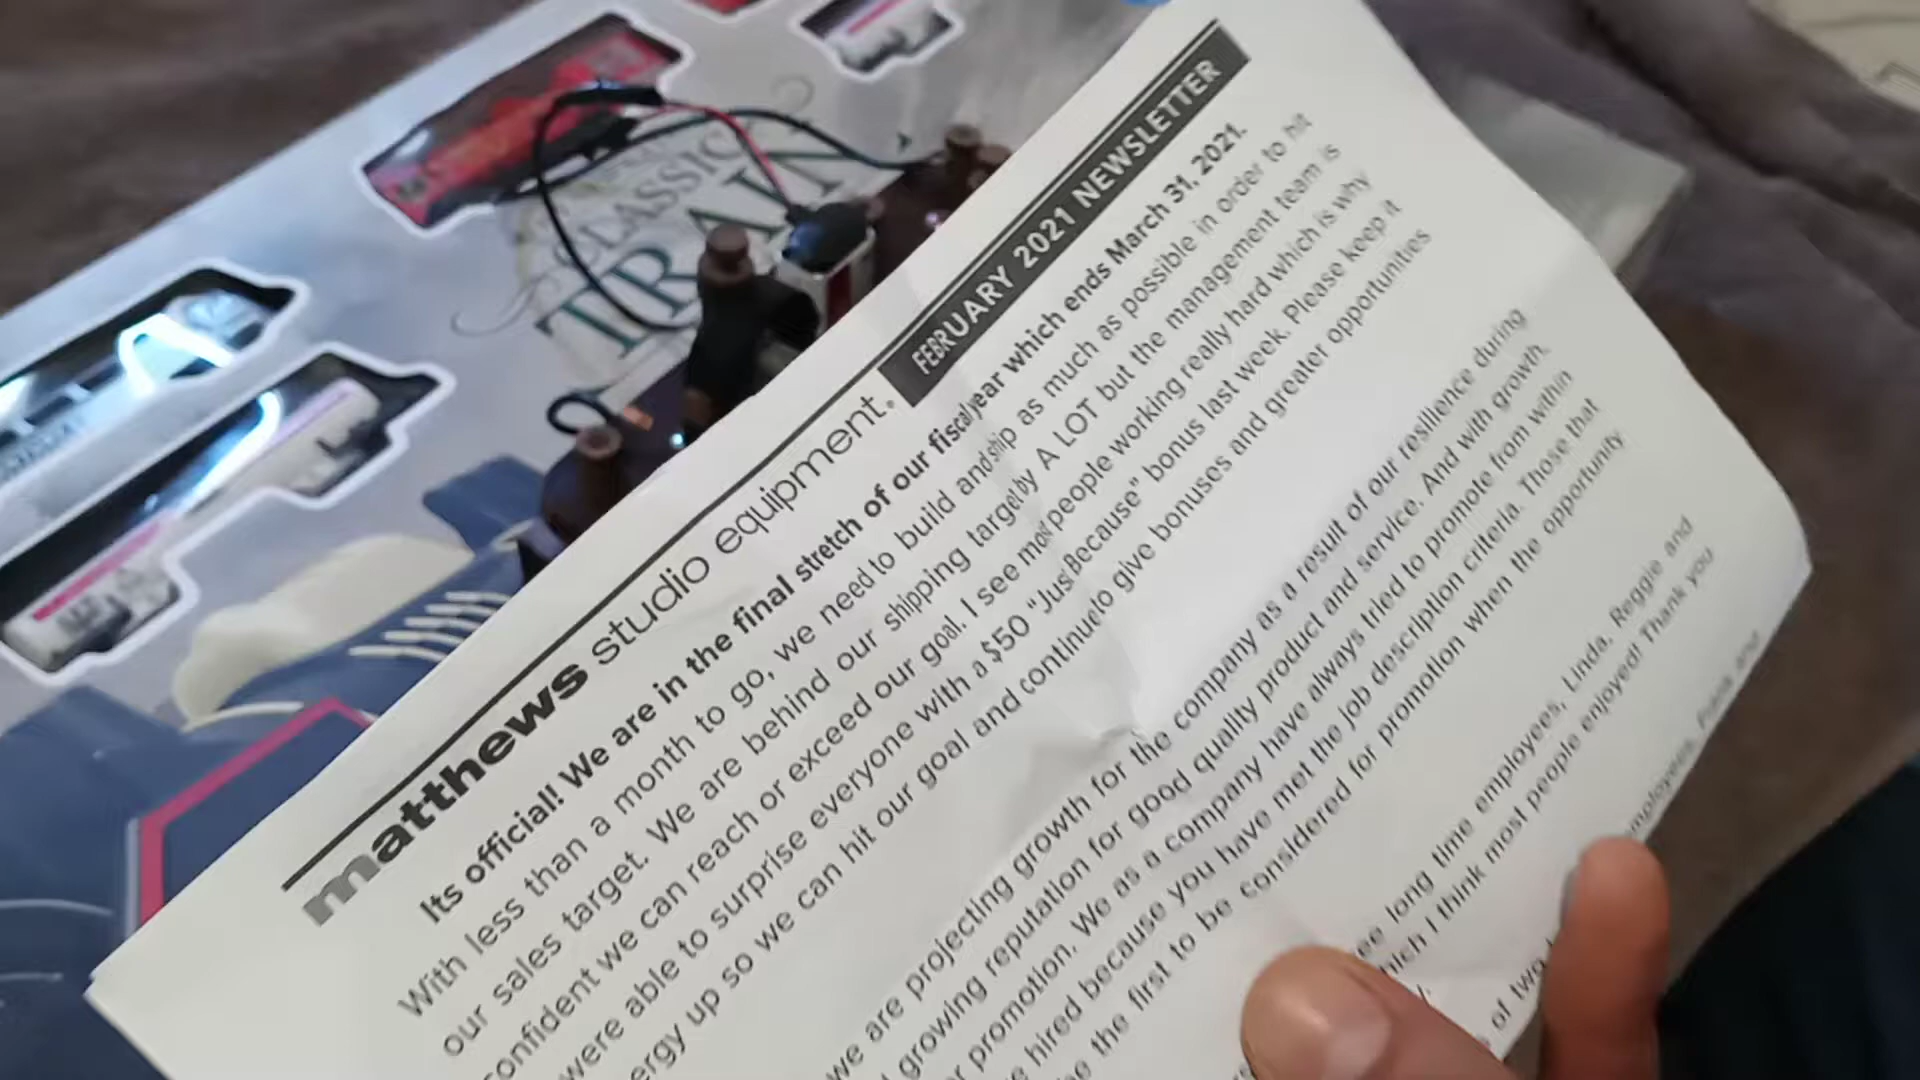 CLASSIC
TRAIN
matthews studio equipment.
FEBRUARY 2021 NEWSLETTER
Its official! We are in the final stretch of our fiscal year which ends March 31, 2021.
With less than a month to go, we need to build and ship as much as possible in order to hit
our sales target. We are behind our shipping target by A LOT but the management team is
confident we can reach or exceed our goal. I see most people working really hard which is why
were able to surprise everyone with a $50 "Just Because" bonus last week. Please keep it
ergy up so we can hit our goal and continue to give bonuses and greater opportunities
we are projecting growth for the company as a result of our resilience during
growing reputation for good quality product and service. And with growth,
r promotion. We as a company have always tried to promote from within
e hired because you have met the job description criteria. Those that
he the first to be considered for promotion when the opportunity
ee long time employees, Linda, Reggie and
hich I think most people enjoyed! Thank you
y.
of two
mployees,